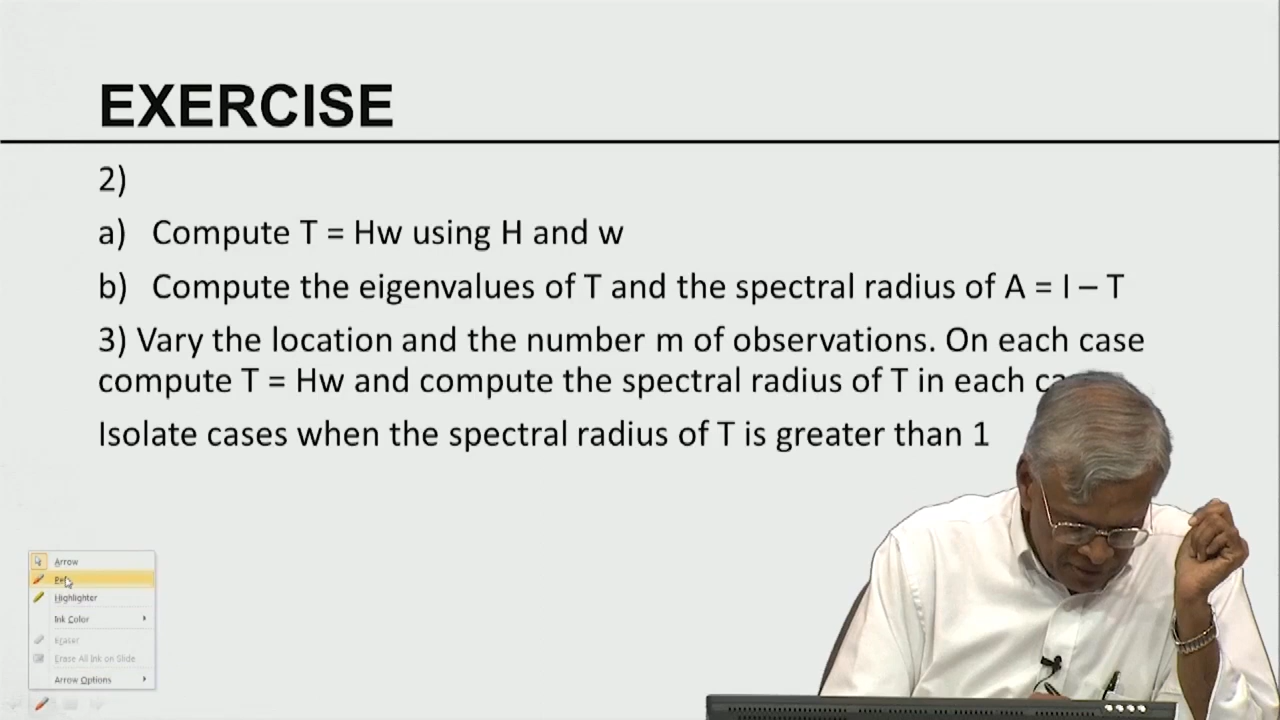 EXERCISE
2)
a) Compute T = Hw using H and w
b) Compute the eigenvalues of T and the spectral radius of A = I – T
3) Vary the location and the number m of observations. On each case
compute T = Hw and compute the spectral radius of T in each
Isolate cases when the spectral radius of T is greater than 1
Arrow
Highlighter
Ink Color
Eraser
Erase All Ink on Slide
Arrow Options